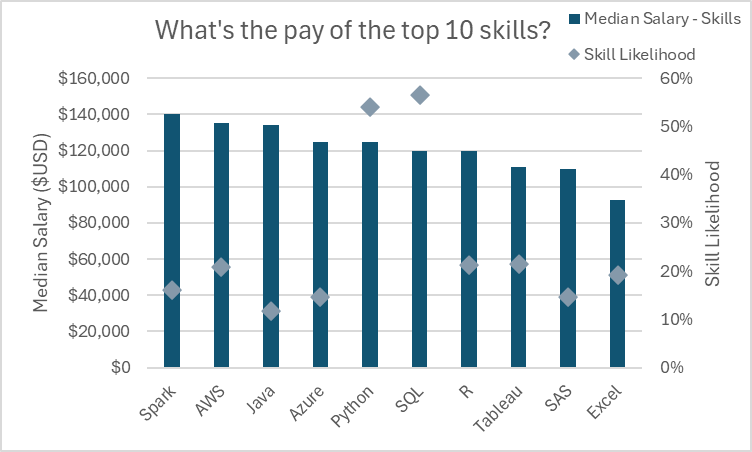 What's the pay of the top 10 skills?
Median Salary - Skills
Skill Likelihood
$160,000
$140,000
$120,000
$100,000
$80,000
$60,000
$40,000
$20,000
$0
Median Salary ($USD)
60%
50%
40%
30%
20%
10%
0%
Skill Likelihood
Spark
AWS
Java
Azure
Python
SQL
R
Tableau
SAS
Excel